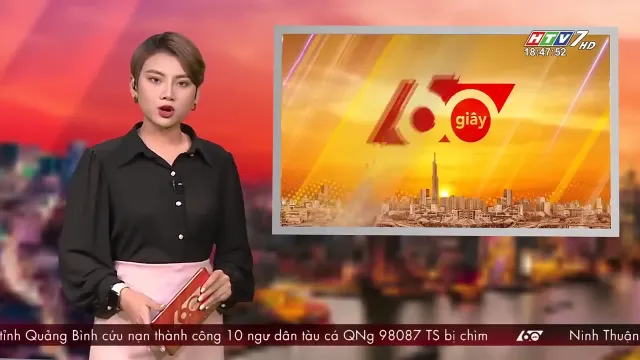 HTV7 HD
18:47:52
60 giây
tỉnh Quảng Bình cứu nạn thành công 10 ngư dân tàu cá QNg 98087 TS bị chìm 60 Ninh Thuận